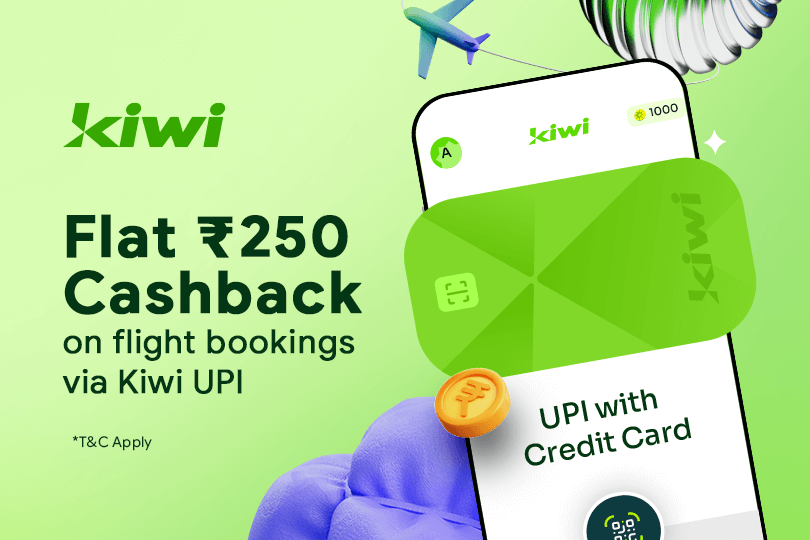 kiwi
Flat ₹250
Cashback
on flight bookings
via Kiwi UPI
*T&C Apply
A
kiwi
1000
kiwi
UPI with
Credit Card